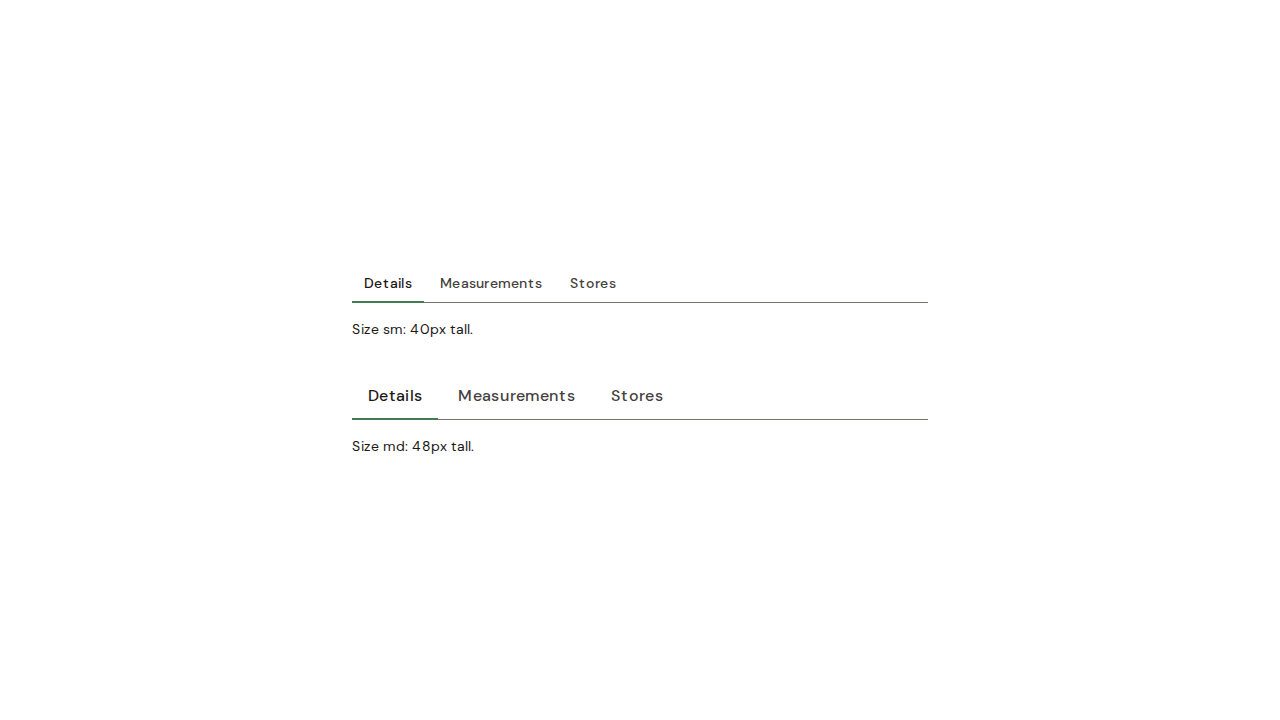 Details Measurements Stores
Size sm: 40px tall.
Details Measurements Stores
Size md: 48px tall.